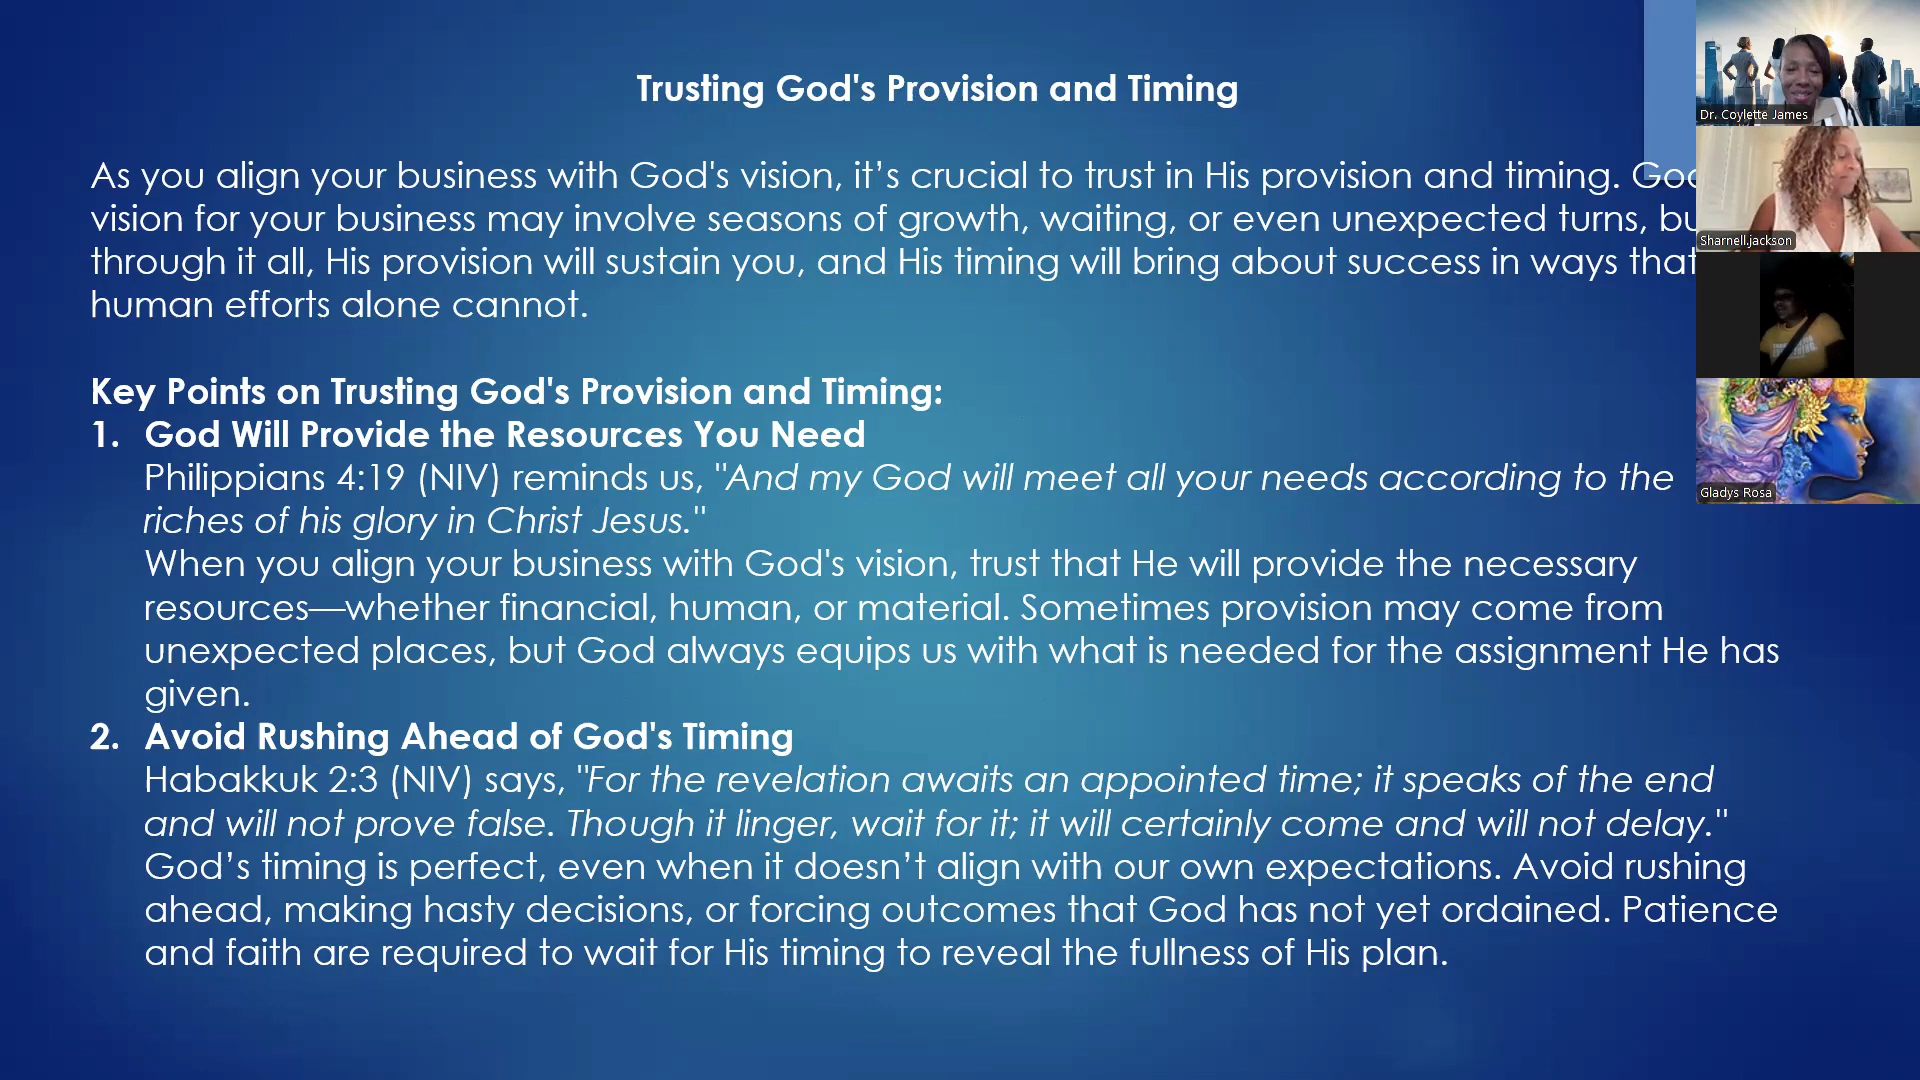 Trusting God's Provision and Timing
As you align your business with God's vision, it’s crucial to trust in His provision and timing.
vision for your business may involve seasons of growth, waiting, or even unexpected turns,
through it all, His provision will sustain you, and His timing will bring about success in ways that
human efforts alone cannot.
Key Points on Trusting God's Provision and Timing:
1. God Will Provide the Resources You Need
Philippians 4:19 (NIV) reminds us, "And my God will meet all your needs according to the
riches of his glory in Christ Jesus."
When you align your business with God's vision, trust that He will provide the necessary
resources—whether financial, human, or material. Sometimes provision may come from
unexpected places, but God always equips us with what is needed for the assignment He has
given.
2. Avoid Rushing Ahead of God's Timing
Habakkuk 2:3 (NIV) says, "For the revelation awaits an appointed time; it speaks of the end
and will not prove false. Though it linger, wait for it; it will certainly come and will not delay."
God’s timing is perfect, even when it doesn’t align with our own expectations. Avoid rushing
ahead, making hasty decisions, or forcing outcomes that God has not yet ordained. Patience
and faith are required to wait for His timing to reveal the fullness of His plan.
Dr. Coylette James
Sharnell.jackson
Gladys Rosa